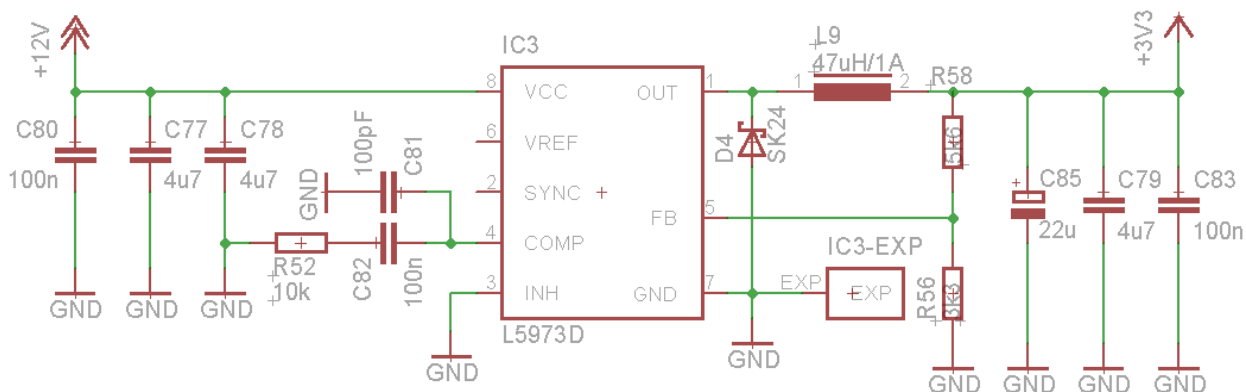 +12V
C80
100n
C77
4u7
C78
4u7
GND
GND
GND
GND
100pF
C81
R52
10k
C82
100n
GND
IC3
8
VCC
6
VREF
2
SYNC
4
COMP
3
INH
OUT
1
FB
5
GND
7
L5973D
D4
SK24
GND
L9
47uH/1A
1
2
R58
5k6
IC3-EXP
EXP
EXP
R56
3k3
GND
+3V3
C85
22u
GND
C79
4u7
GND
C83
100n
GND